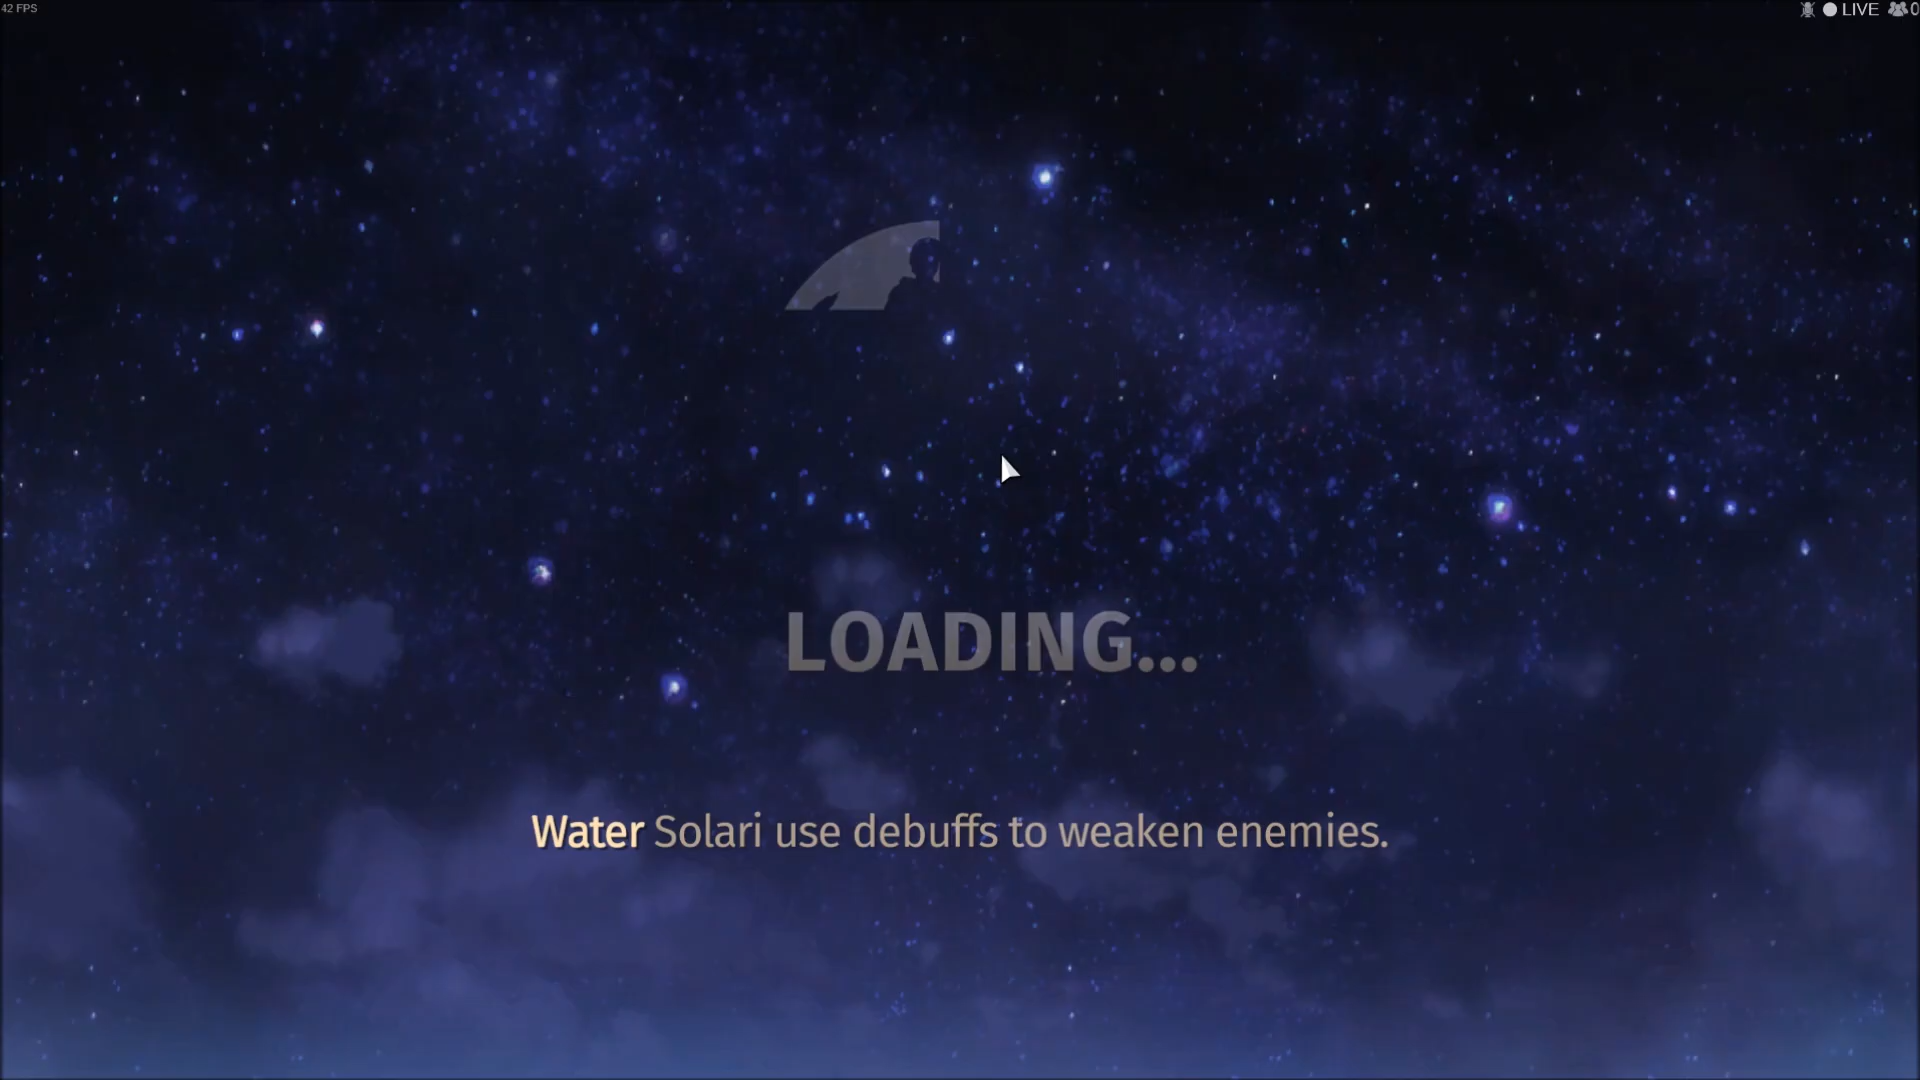 42 FPS
LIVE 0
LOADING...
Water Solari use debuffs to weaken enemies.